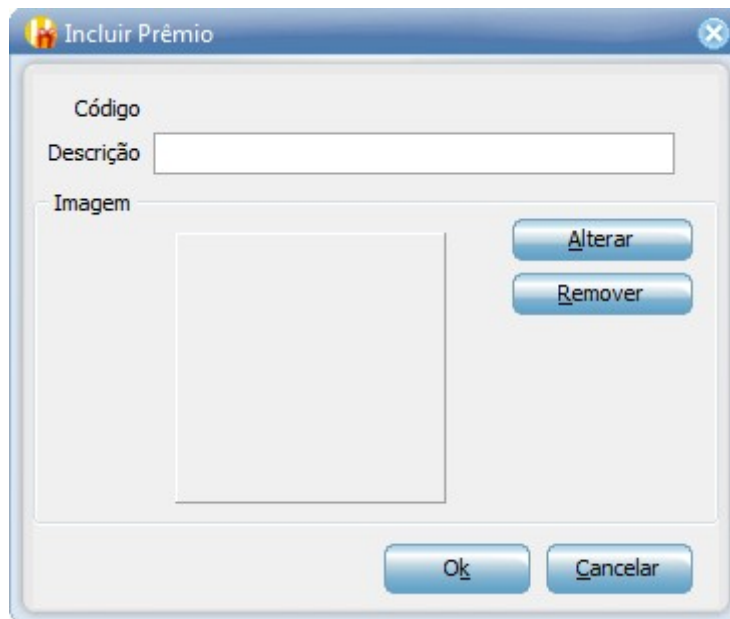 Incluir Prêmio
Código
Descrição
Imagem
Alterar
Remover
Ok
Cancelar